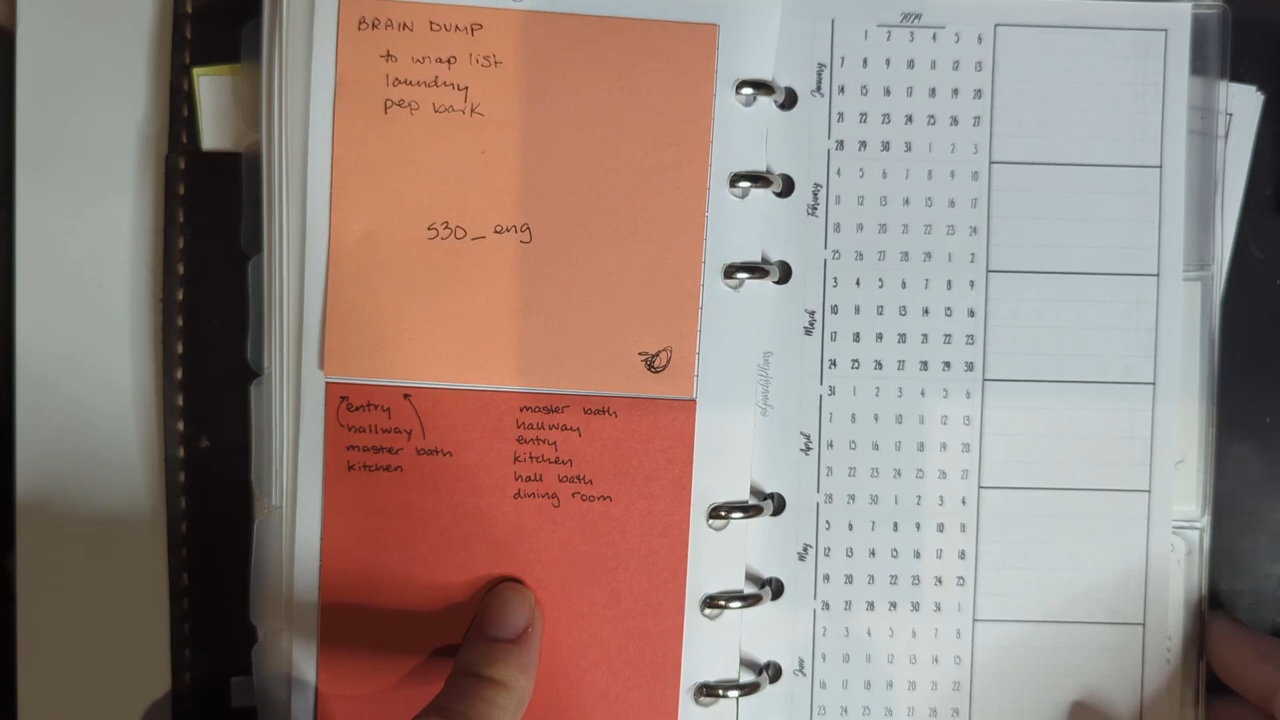 BRAIN DUMP
to wrap list
laundry
pep bark
530_eng
entry
hallway
master bath
kitchen
master bath
hallway
entry
kitchen
hall bath
dining room
2024
January
1 2 3 4 5 6
7 8 9 10 11 12 13
14 15 16 17 18 19 20
21 22 23 24 25 26 27
28 29 30 31 1 2 3
February
4 5 6 7 8 9 10
11 12 13 14 15 16 17
18 19 20 21 22 23 24
25 26 27 28 29 1 2
March
3 4 5 6 7 8 9
10 11 12 13 14 15 16
17 18 19 20 21 22 23
24 25 26 27 28 29 30
April
31 1 2 3 4 5 6
7 8 9 10 11 12 13
14 15 16 17 18 19 20
21 22 23 24 25 26 27
28 29 30 1 2 3 4
May
5 6 7 8 9 10 11
12 13 14 15 16 17 18
19 20 21 22 23 24 25
26 27 28 29 30 31 1
June
2 3 4 5 6 7 8
9 10 11 12 13 14 15
16 17 18 19 20 21 22
23 24 25 26 27 28 29